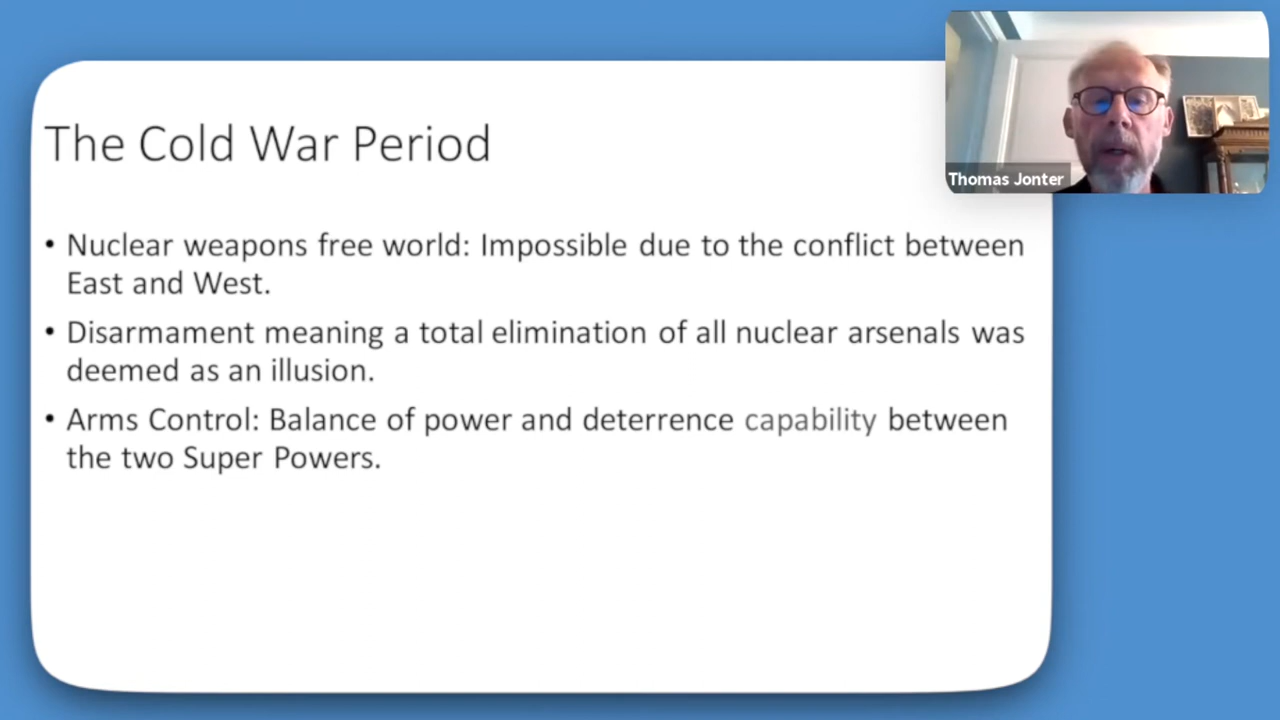 The Cold War Period
• Nuclear weapons free world: Impossible due to the conflict between
East and West.
• Disarmament meaning a total elimination of all nuclear arsenals was
deemed as an illusion.
• Arms Control: Balance of power and deterrence capability between
the two Super Powers.
Thomas Jonter